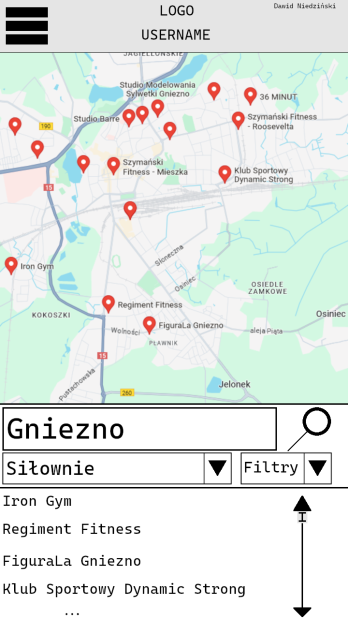 LOGO
Dawid Niedziński
USERNAME
JAGIELLOŃSKIE
Studio Modelowania
Sylwetki Gniezno
36 MINUT
Studio Barre
190
Szymański Fitness
- Roosevelta
Szymański
Fitness - Mieszka
Klub Sportowy
Dynamic Strong
15
Słoneczna
Iron Gym
Osiniec
OSIEDLE
ZAMKOWE
Regiment Fitness
KOKOSZKI
Osiniec
FiguraLa Gniezno
Wolności
aleja Piąta
PŁAWNIK
15
Pustachowska
Jelonek
260
Gniezno
Siłownie
Filtry
Iron Gym
Regiment Fitness
FiguraLa Gniezno
Klub Sportowy Dynamic Strong
...